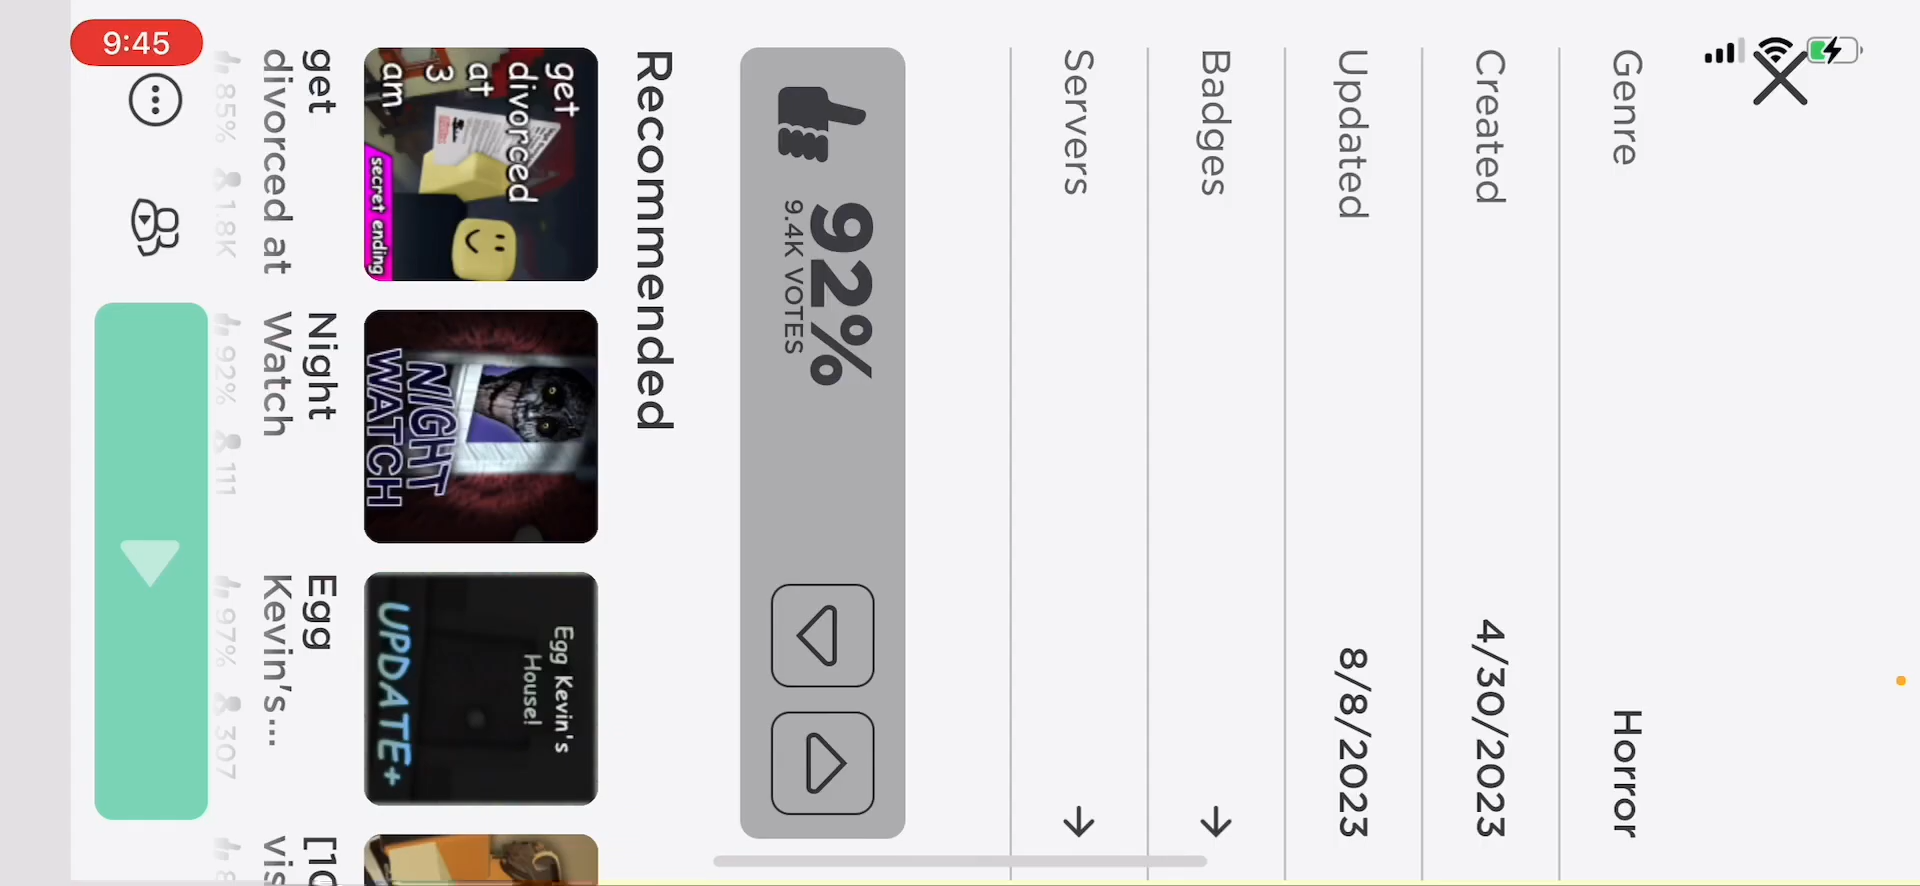 9:45
Genre
Horror
Created
4/30/2023
Updated
8/8/2023
Badges
Servers
92%
9.4K VOTES
Recommended
get
divorced
at
3
am
secret ending
get
divorced at
85%
1.8K
NIGHT
WATCH
Night
Watch
92%
111
Egg Kevin's
House!
UPDATE+
Egg
Kevin's...
97%
307